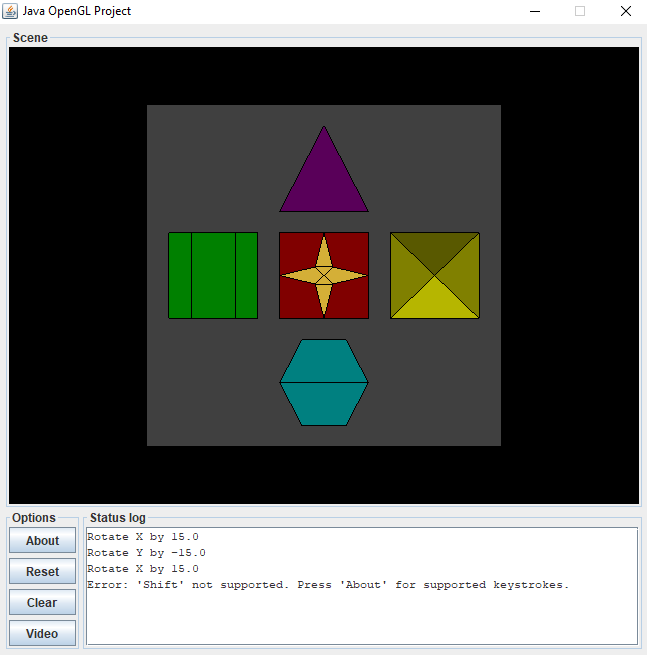 Java OpenGL Project
Scene
Options
About
Reset
Clear
Video
Status log
Rotate X by 15.0
Rotate Y by -15.0
Rotate X by 15.0
Error: 'Shift' not supported. Press 'About' for supported keystrokes.